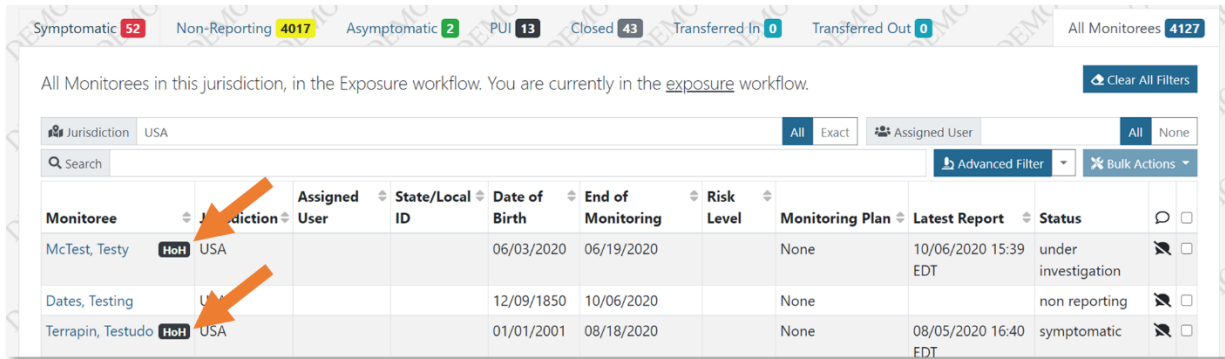 Symptomatic 52 Non-Reporting 4017 Asymptomatic 2 PUI 13 Closed 43 Transferred In 0 Transferred Out 0 All Monitorees 4127
All Monitorees in this jurisdiction, in the Exposure workflow. You are currently in the exposure workflow. Clear All Filters
Jurisdiction USA All Exact Assigned User All None
Search Advanced Filter Bulk Actions
Assigned State/Local Date of End of Risk
Monitoree User ID Birth Monitoring Level Monitoring Plan Latest Report Status
McTest, Testy HoH USA 06/03/2020 06/19/2020 None 10/06/2020 15:39 under
EDT investigation
Dates, Testing 12/09/1850 10/06/2020 None non reporting
Terrapin, Testudo HoH USA 01/01/2001 08/18/2020 None 08/05/2020 16:40 symptomatic
EDT